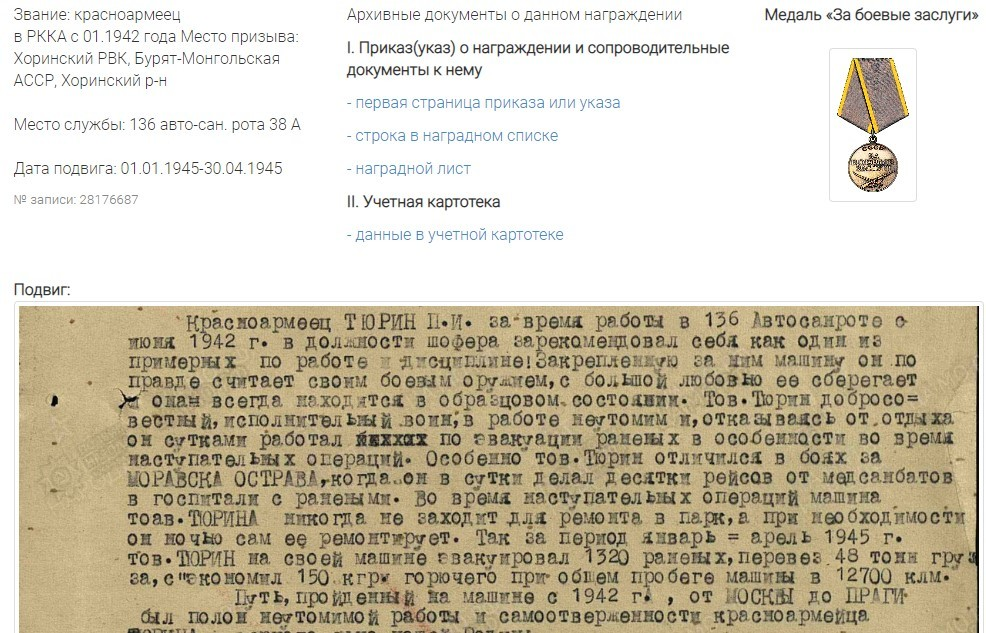 Звание: красноармеец
в РККА с 01.1942 года Место призыва:
Хоринский РВК, Бурят-Монгольская
АССР, Хоринский р-н
Место службы: 136 авто-сан. рота 38 А
Дата подвига: 01.01.1945-30.04.1945
№ записи: 28176687
Архивные документы о данном награждении
I. Приказ(указ) о награждении и сопроводительные
документы к нему
- первая страница приказа или указа
- строка в наградном списке
- наградной лист
II. Учетная картотека
- данные в учетной картотеке
Медаль «За боевые заслуги»
Подвиг:
Красноармеец ТЮРИН П.И. за время работы в 136 Автосанроте с
июня 1942 г. в должности шофера зарекомендовал себя как один из
примерных по работе и дисциплине!Закрепленную за ним машину он по
правде считает своим боевым оружием,с большой любовью ее сберегает
и онан всегда находится в образцовом состоянии. Тов.Тюрин добросо=
вестный,исполнительный воин,в работе неутомим и,отказываясь от отдыха
он сутками работал по эвакуации раненых в особенности во время
наступательных операций. Особенно тов.Тюрин отличился в боях за
МОРАВСКА ОСТРАВА,когда он в сутки делал десятки рейсов от медсанбатов
в госпитали с ранеными. Во время наступательных операций машина
тоав.ТЮРИНА никогда не заходит для ремонта в парк,а при необходимости
он ночью сам ее ремонтирует. Так за период январь = арель 1945 г.
тов.ТЮРИН на своей машине эвакуировал 1320 раненых,перевез 48 тонн гру
за,с"экономил 150 кгрм горючего при общем пробеге машины в 12700 клм.
Путь,пройденный на машине с 1942 г. , от МОСКВЫ до ПРАГИ
был полон неутомимой работы и самоотверженности красноармейца